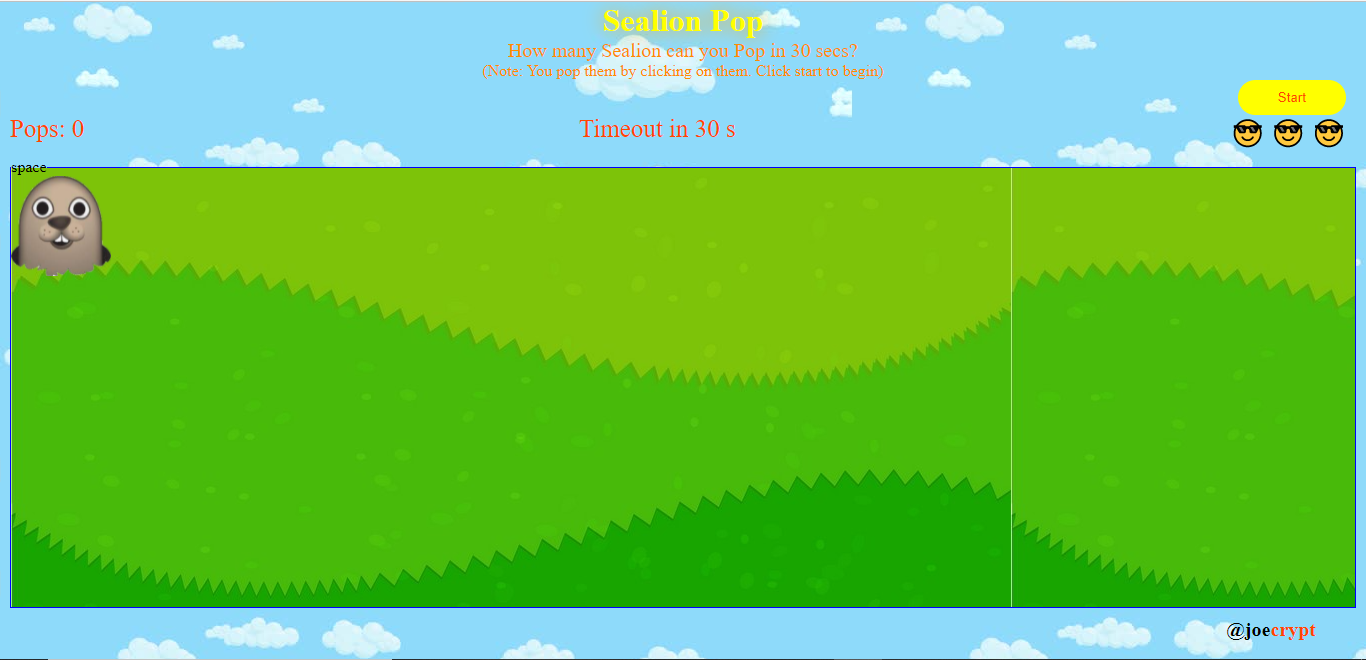 Sealion Pop
How many Sealion can you Pop in 30 secs?
(Note: You pop them by clicking on them. Click start to begin)
Start
Pops: 0
Timeout in 30 s
space
@joecrypt